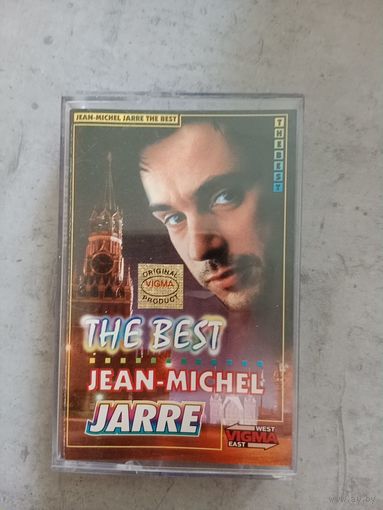 JEAN-MICHEL JARRE THE BEST
THE BEST
ORIGINAL
VIGMA
PRODUCT
THE BEST
JEAN-MICHEL
JARRE
WEST
VIGMA
EAST